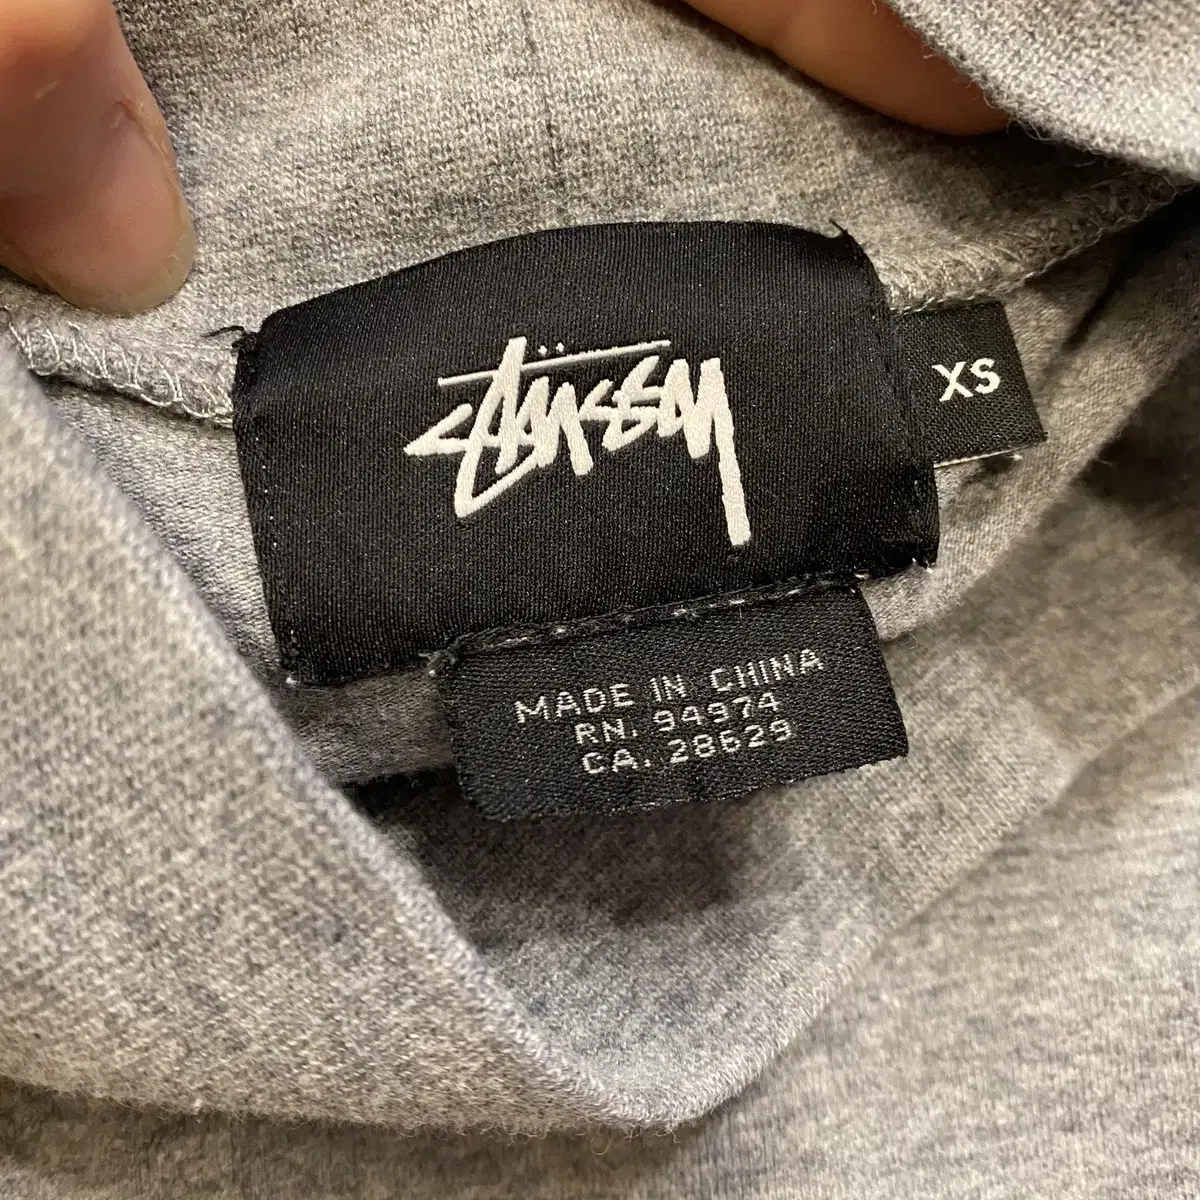 Stüssy
XS
MADE IN CHINA
RN. 94974
CA. 28629